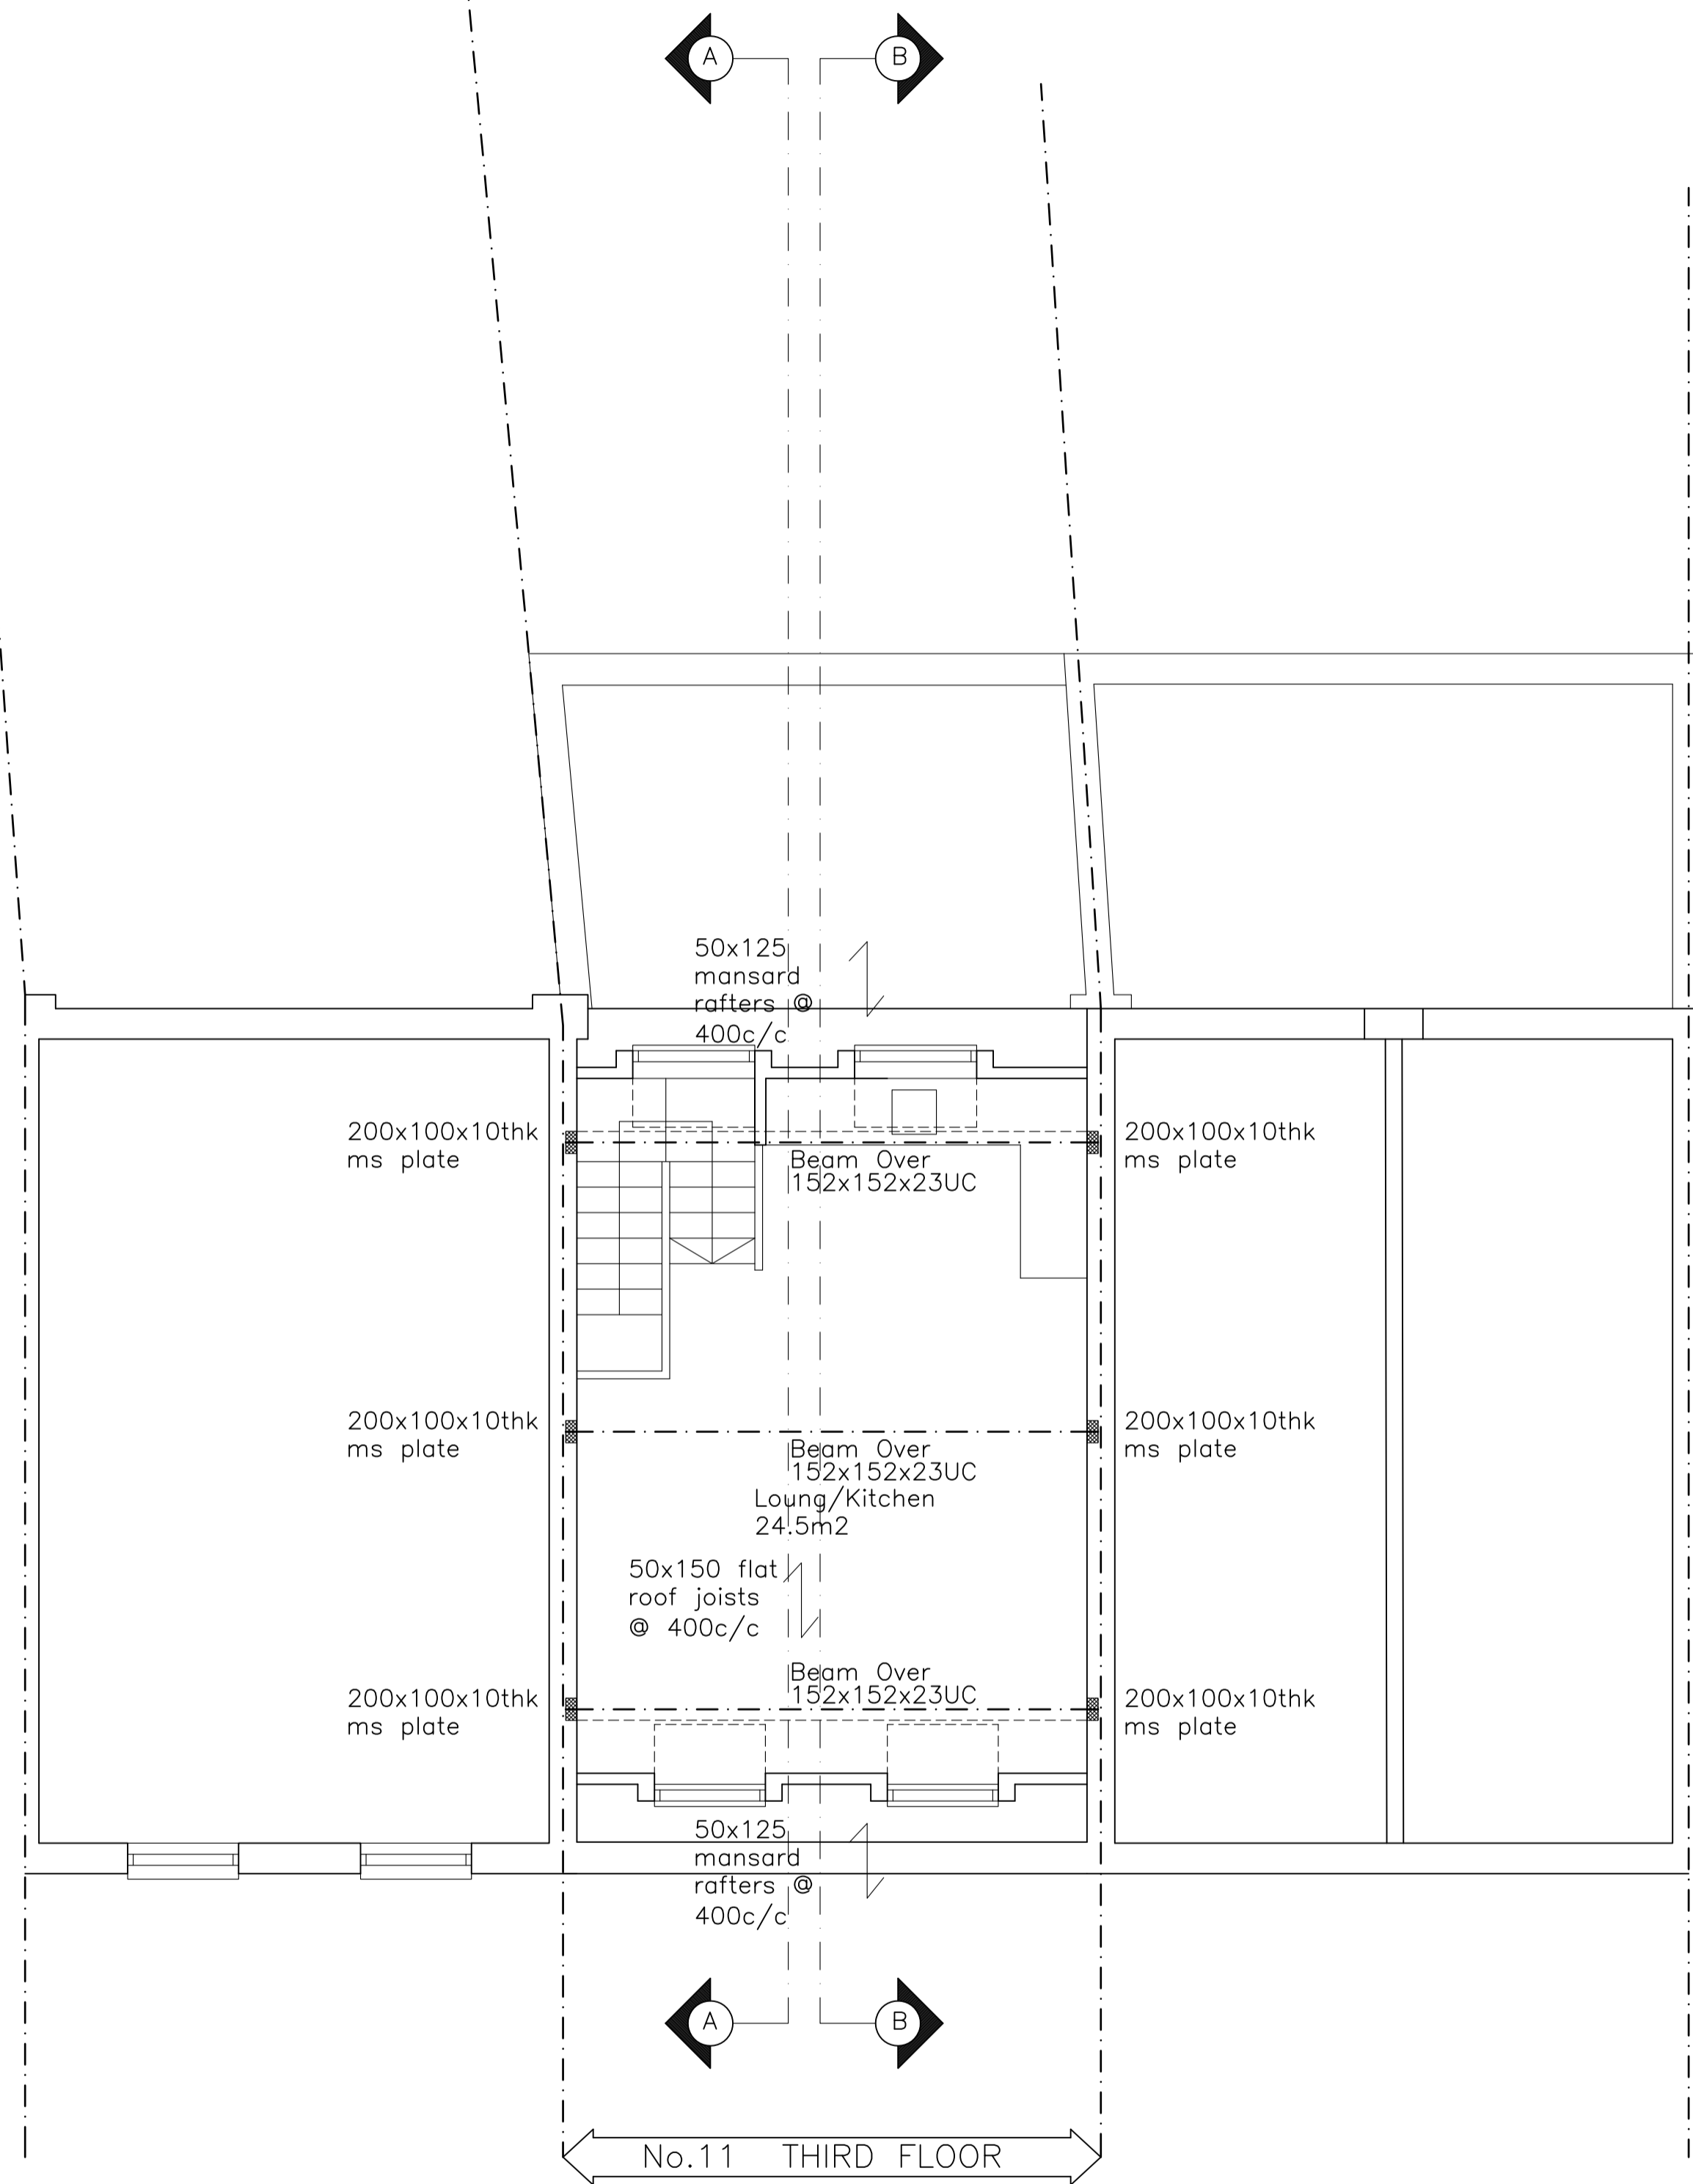 A
B
50x125
mansard
rafters @
400c/c
200x100x10thk
ms plate
Beam Over
152x152x23UC
200x100x10thk
ms plate
200x100x10thk
ms plate
Beam Over
152x152x23UC
200x100x10thk
ms plate
Loung/Kitchen
24.5m2
50x150 flat
roof joists
@ 400c/c
200x100x10thk
ms plate
Beam Over
152x152x23UC
200x100x10thk
ms plate
50x125
mansard
rafters @
400c/c
A
B
No.11 THIRD FLOOR